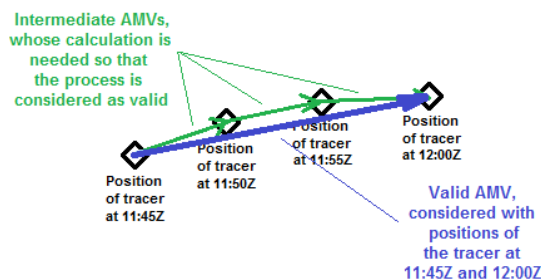 Intermediate AMVs,
whose calculation is
needed so that
the process is
considered as valid
Position
of tracer
at 11:45Z
Position
of tracer
at 11:50Z
Position
of tracer
at 11:55Z
Position
of tracer
at 12:00Z
Valid AMV,
considered with
positions of
the tracer at
11:45Z and 12:00Z